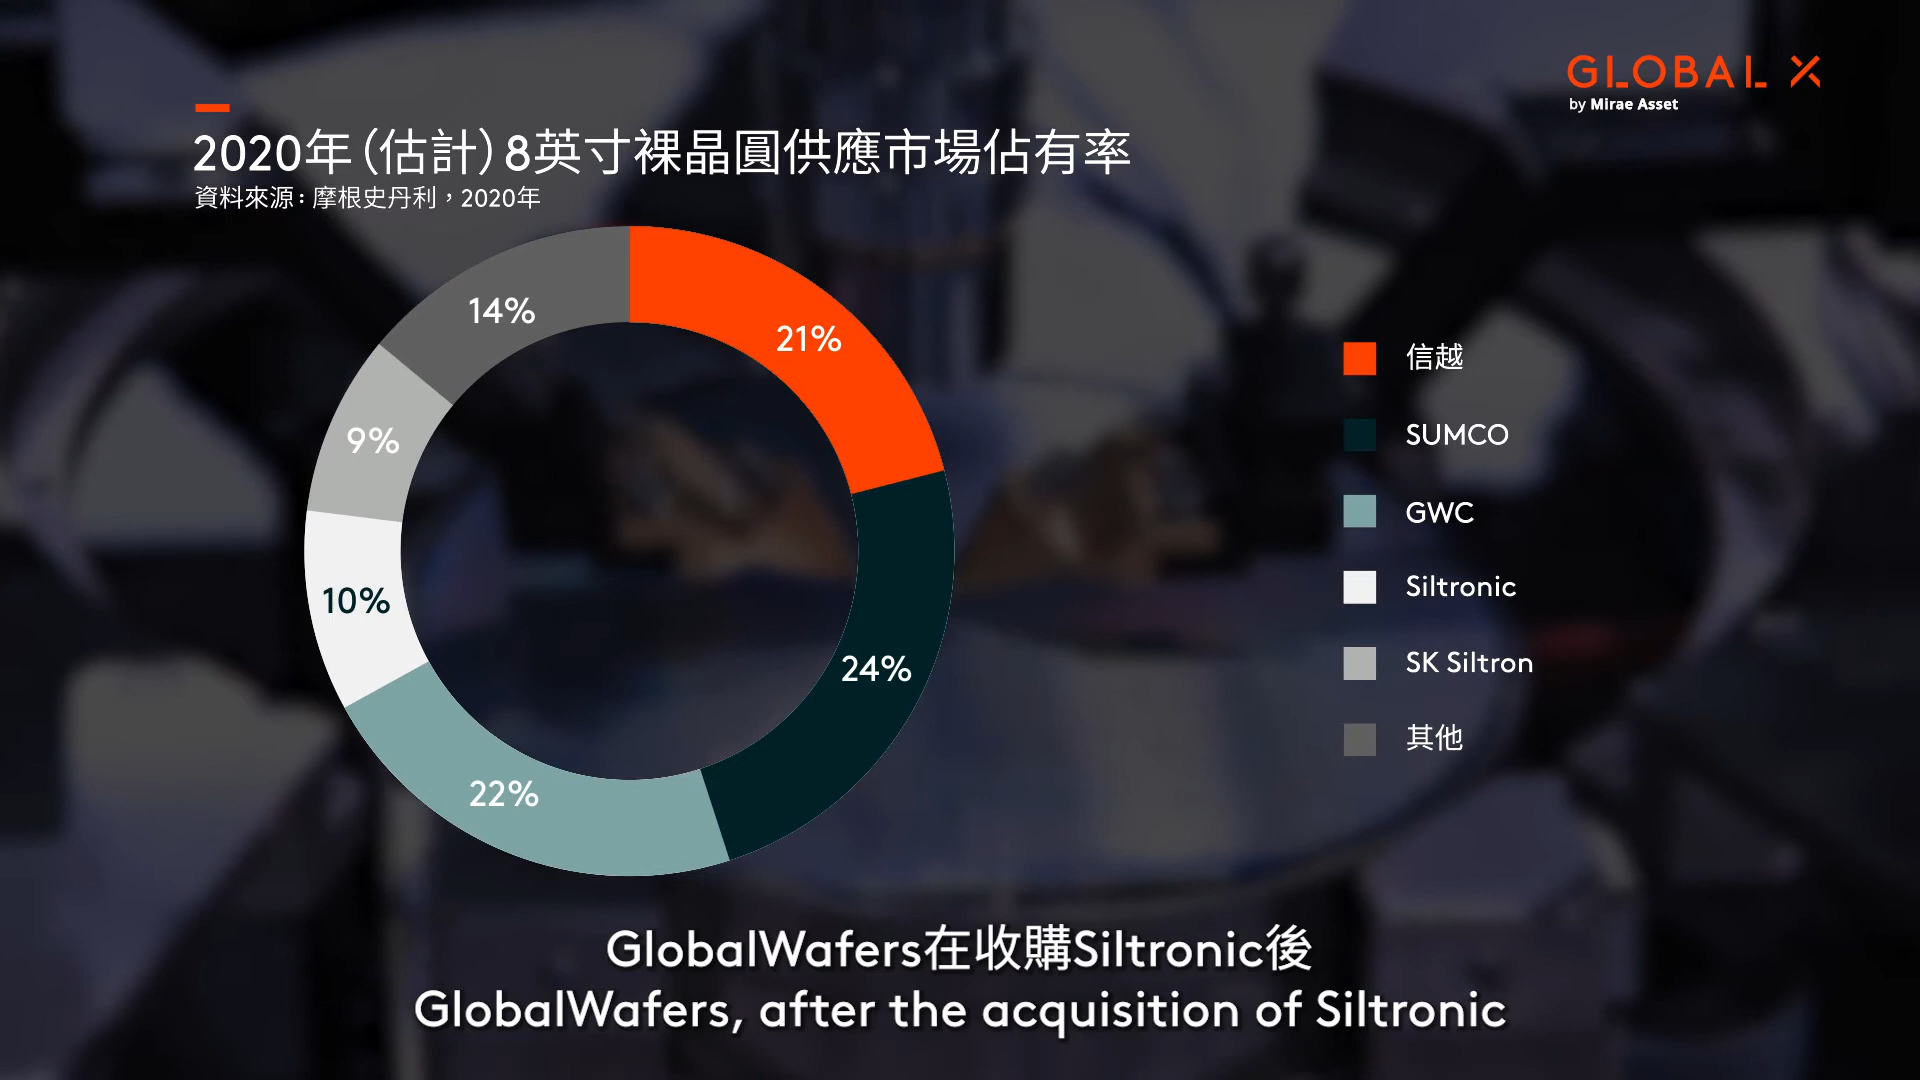 GLOBAL X
by Mirae Asset
2020年(估計)8英寸裸晶圓供應市場佔有率
資料來源:摩根史丹利,2020年
14%
21%
9%
10%
24%
22%
信越
SUMCO
GWC
Siltronic
SK Siltron
其他
GlobalWafers在收購Siltronic後
GlobalWafers, after the acquisition of Siltronic